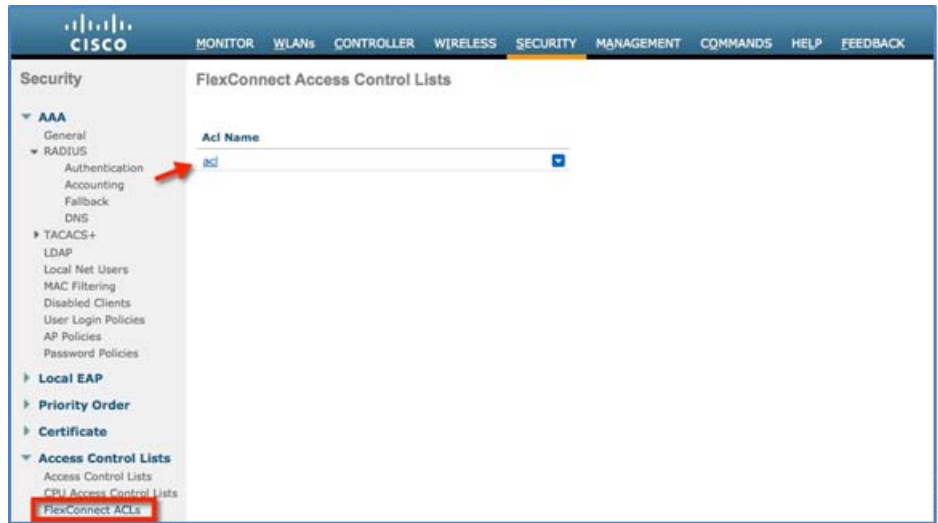 CISCO
MONITOR WLANs CONTROLLER WIRELESS SECURITY MANAGEMENT COMMANDS HELP FEEDBACK
Security
AAA
General
RADIUS
Authentication
Accounting
Fallback
DNS
TACACS+
LDAP
Local Net Users
MAC Filtering
Disabled Clients
User Login Policies
AP Policies
Password Policies
Local EAP
Priority Order
Certificate
Access Control Lists
Access Control Lists
CPU Access Control Lists
FlexConnect ACLs
FlexConnect Access Control Lists
Acl Name
acl